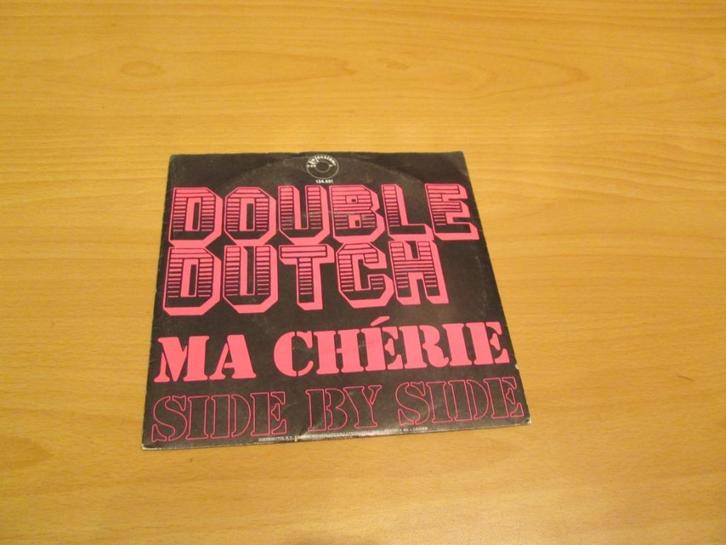 DOUBLE
DUTCH
MA CHÉRIE
SIDE BY SIDE